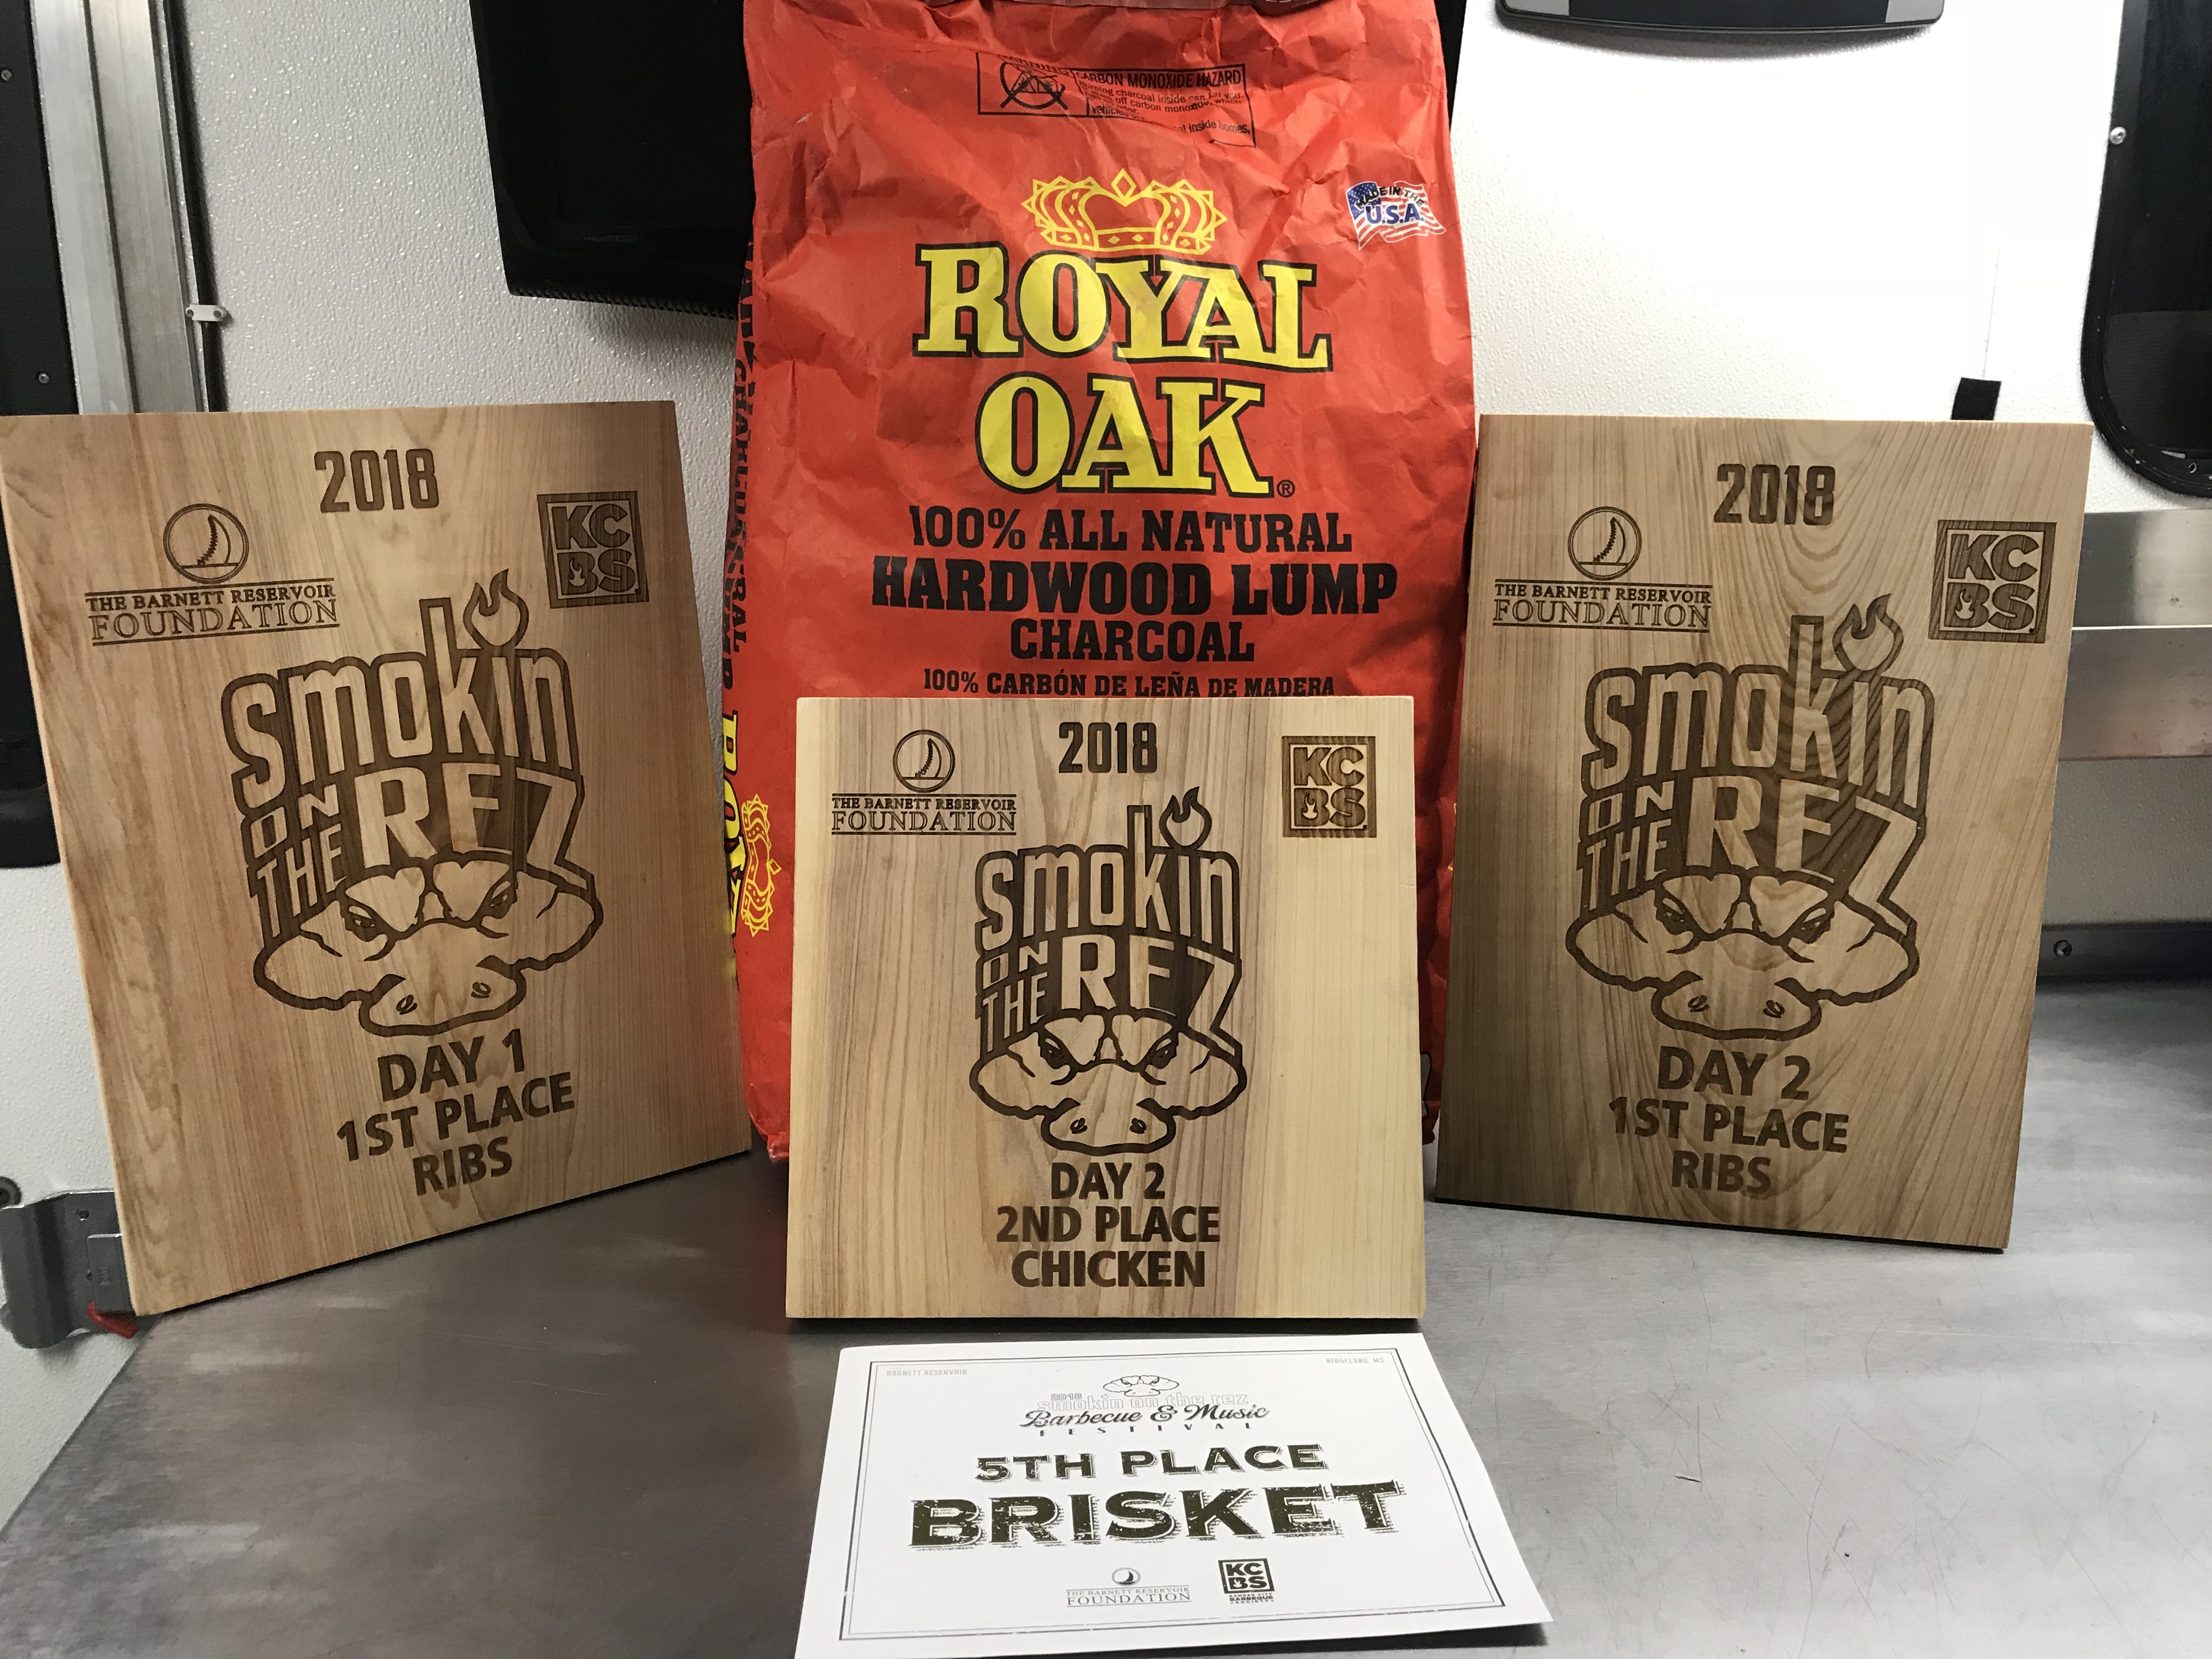 CARBON MONOXIDE HAZARD
MADE IN THE
U.S.A.
ROYAL
OAK®
100% ALL NATURAL
HARDWOOD LUMP
CHARCOAL
100% CARBÓN DE LEÑA DE MADERA
2018
THE BARNETT RESERVOIR
FOUNDATION
KC
BS
smokin
ON
THE REZ
DAY 1
1ST PLACE
RIBS
2018
THE BARNETT RESERVOIR
FOUNDATION
KC
BS
smokin
ON
THE REZ
DAY 2
2ND PLACE
CHICKEN
2018
THE BARNETT RESERVOIR
FOUNDATION
KC
BS
smokin
ON
THE REZ
DAY 2
1ST PLACE
RIBS
BARNETT RESERVOIR
RIDGELAND, MS
2018
smokin on the rez
Barbecue & Music
FESTIVAL
5TH PLACE
BRISKET
THE BARNETT RESERVOIR
FOUNDATION
KC
BS
KANSAS CITY
BARBEQUE
SOCIETY